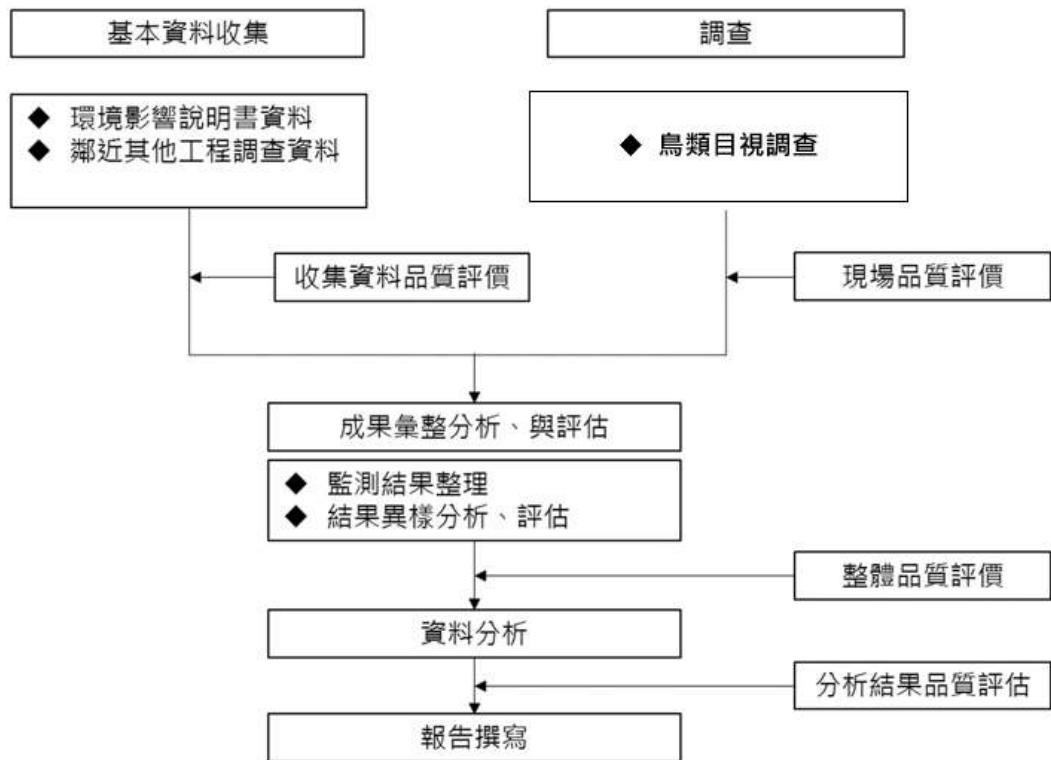 基本資料收集
調查
◆ 環境影響說明書資料
◆ 鄰近其他工程調查資料
◆ 鳥類目視調查
收集資料品質評價
現場品質評價
成果彙整分析、與評估
◆ 監測結果整理
◆ 結果異樣分析、評估
整體品質評價
資料分析
分析結果品質評估
報告撰寫